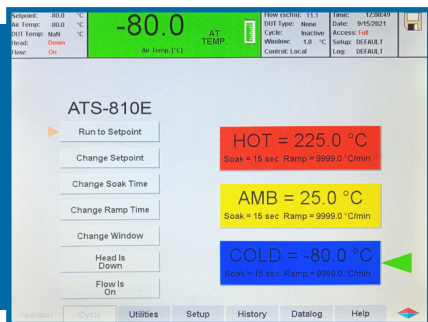 Setpoint: -80.0 °C
Air Temp: -80.0 °C
DUT Temp: NaN °C
Head: Down
Flow: On
-80.0
AT
TEMP.
Air Temp. [°C]
Flow (scfm): 11.1
DUT Type: None
Cycle: Inactive
Window: 1.0 °C
Control: Local
Time: 12:00:49
Date: 9/15/2021
Access: Full
Setup: DEFAULT
Log: DEFAULT
ATS-810E
Run to Setpoint
Change Setpoint
Change Soak Time
Change Ramp Time
Change Window
Head Is
Down
Flow Is
On
HOT = 225.0 °C
Soak = 15 sec Ramp = 9999.0 °C/min
AMB = 25.0 °C
Soak = 15 sec Ramp = 9999.0 °C/min
COLD = -80.0 °C
Soak = 15 sec Ramp = 9999.0 °C/min
Operator
Cycle
Utilities
Setup
History
Datalog
Help